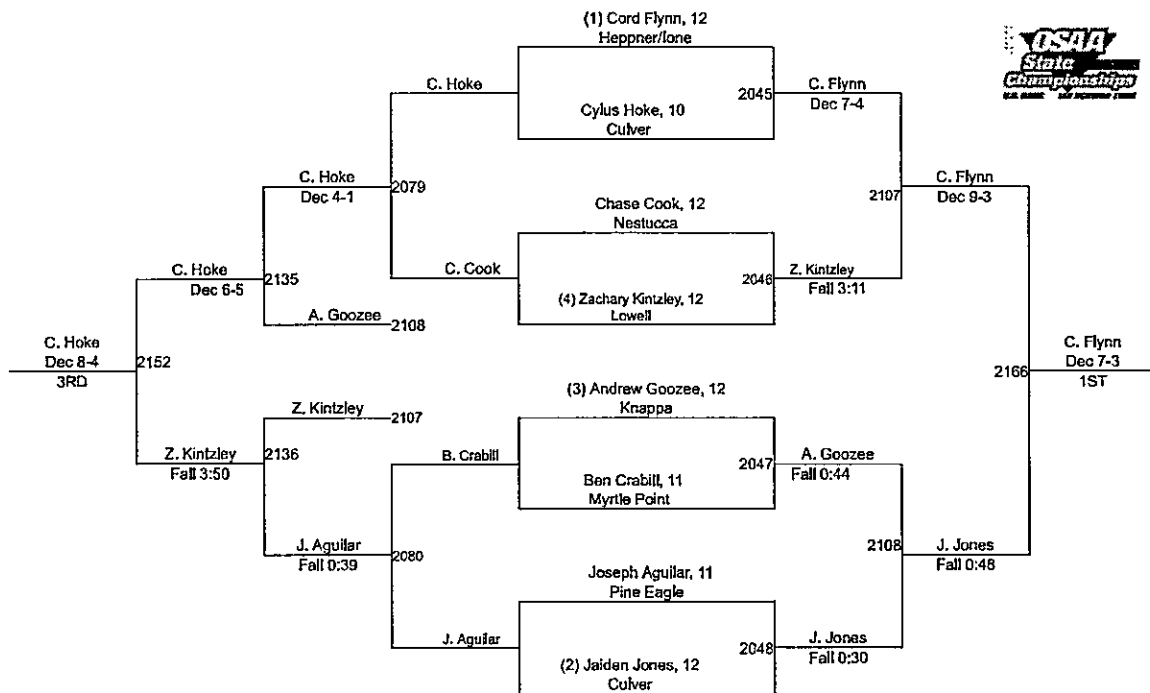 (1) Cord Flynn, 12
Heppner/Ione
OSAA
State
Championships
C. Hoke
2045
C. Flynn
Dec 7-4
Cylus Hoke, 10
Culver
C. Hoke
Dec 4-1
2079
2107
C. Flynn
Dec 9-3
Chase Cook, 12
Nestucca
C. Hoke
Dec 6-5
2135
C. Cook
2046
Z. Kintzley
Fall 3:11
(4) Zachary Kintzley, 12
Lowell
A. Goozee
2108
C. Hoke
Dec 8-4
3RD
2152
2166
C. Flynn
Dec 7-3
1ST
(3) Andrew Goozee, 12
Knappa
Z. Kintzley
2107
Z. Kintzley
Fall 3:50
2136
B. Crabill
2047
A. Goozee
Fall 0:44
Ben Crabill, 11
Myrtle Point
J. Aguilar
Fall 0:39
2080
2108
J. Jones
Fall 0:48
Joseph Aguilar, 11
Pine Eagle
J. Aguilar
2048
J. Jones
Fall 0:30
(2) Jaiden Jones, 12
Culver